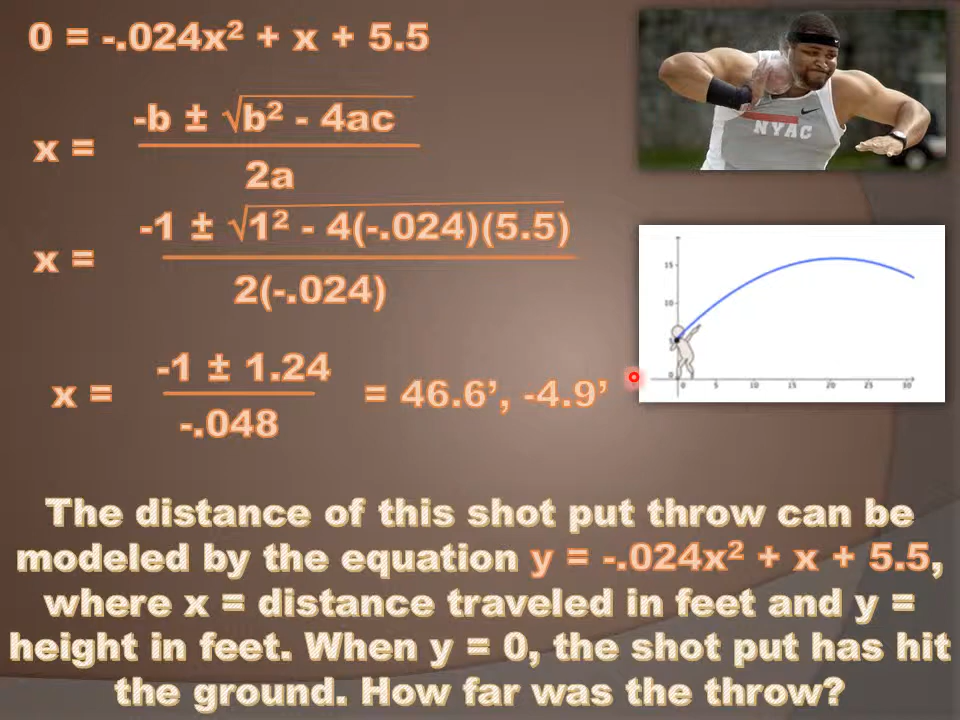 0 = -.024x² + x + 5.5
x = -b ± √b² - 4ac
2a
x = -1 ± √1² - 4(-.024)(5.5)
2(-.024)
x = -1 ± 1.24 = 46.6’, -4.9’
-.048
NYAC
15
10
5
0
0 5 10 15 20 25 30
The distance of this shot put throw can be
modeled by the equation y = -.024x² + x + 5.5,
where x = distance traveled in feet and y =
height in feet. When y = 0, the shot put has hit
the ground. How far was the throw?